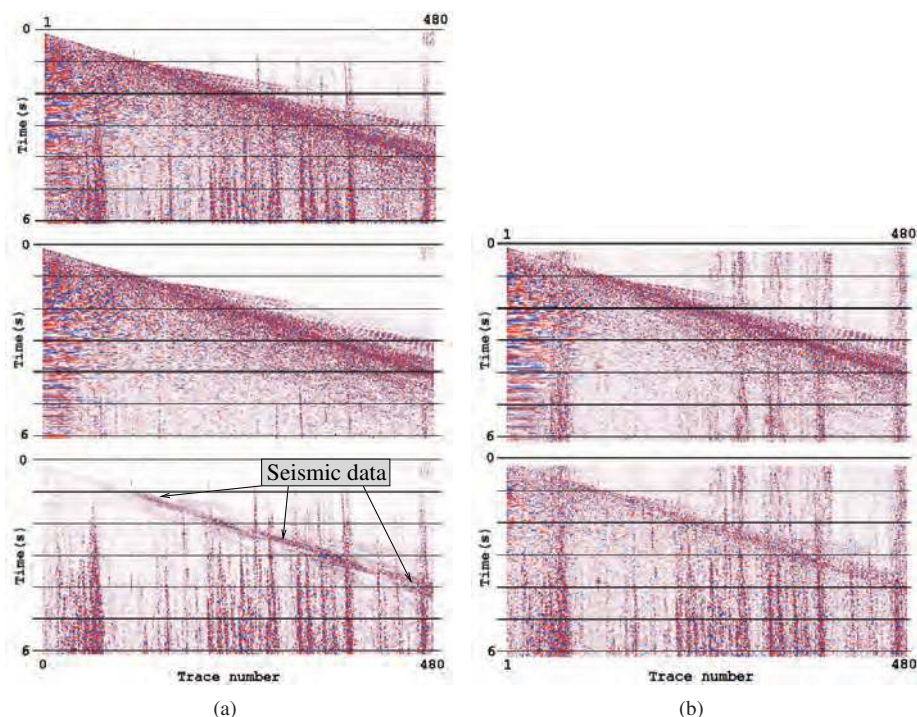 1 480
0
Time(s)
6
0
Time(s)
6
0
Seismic data
Time(s)
6
0 480
Trace number
(a)
1 480
0
Time(s)
6
0
Time(s)
6
1 480
Trace number
(b)